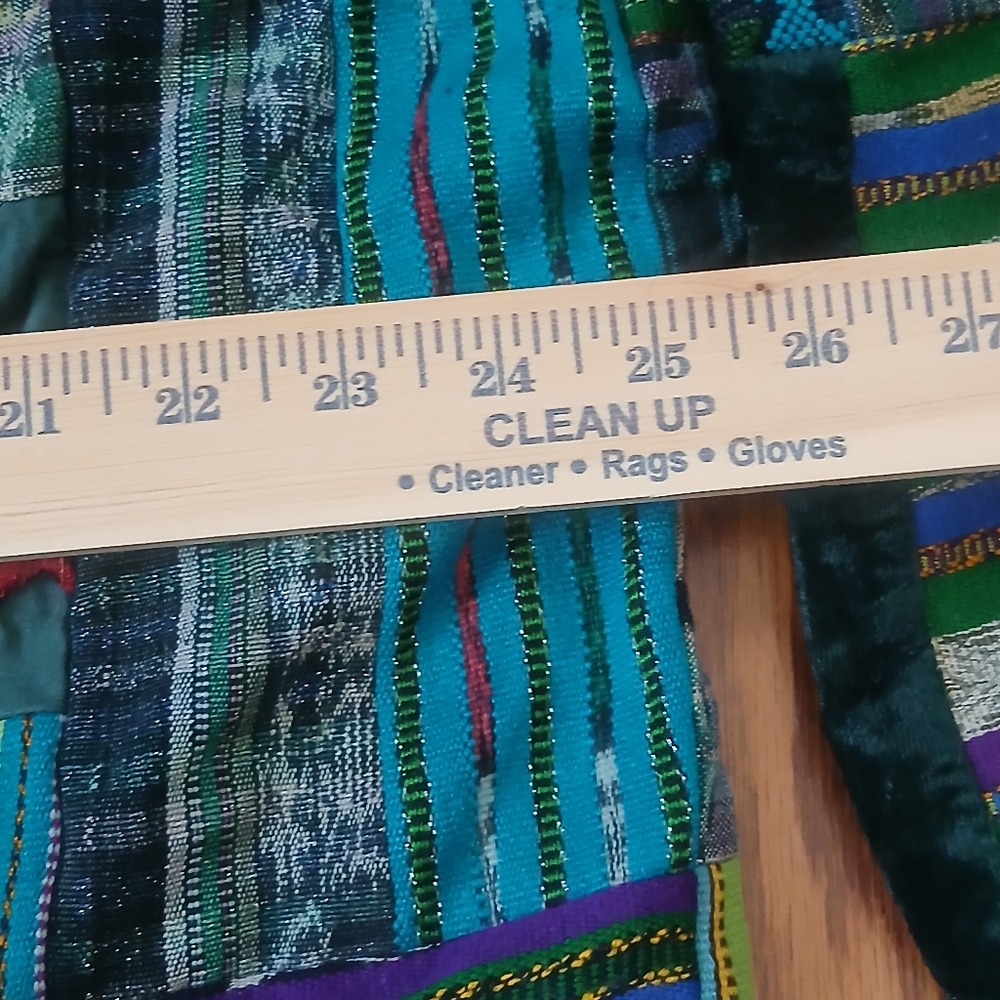 21 22 23 24 25 26 27
CLEAN UP
• Cleaner • Rags • Gloves